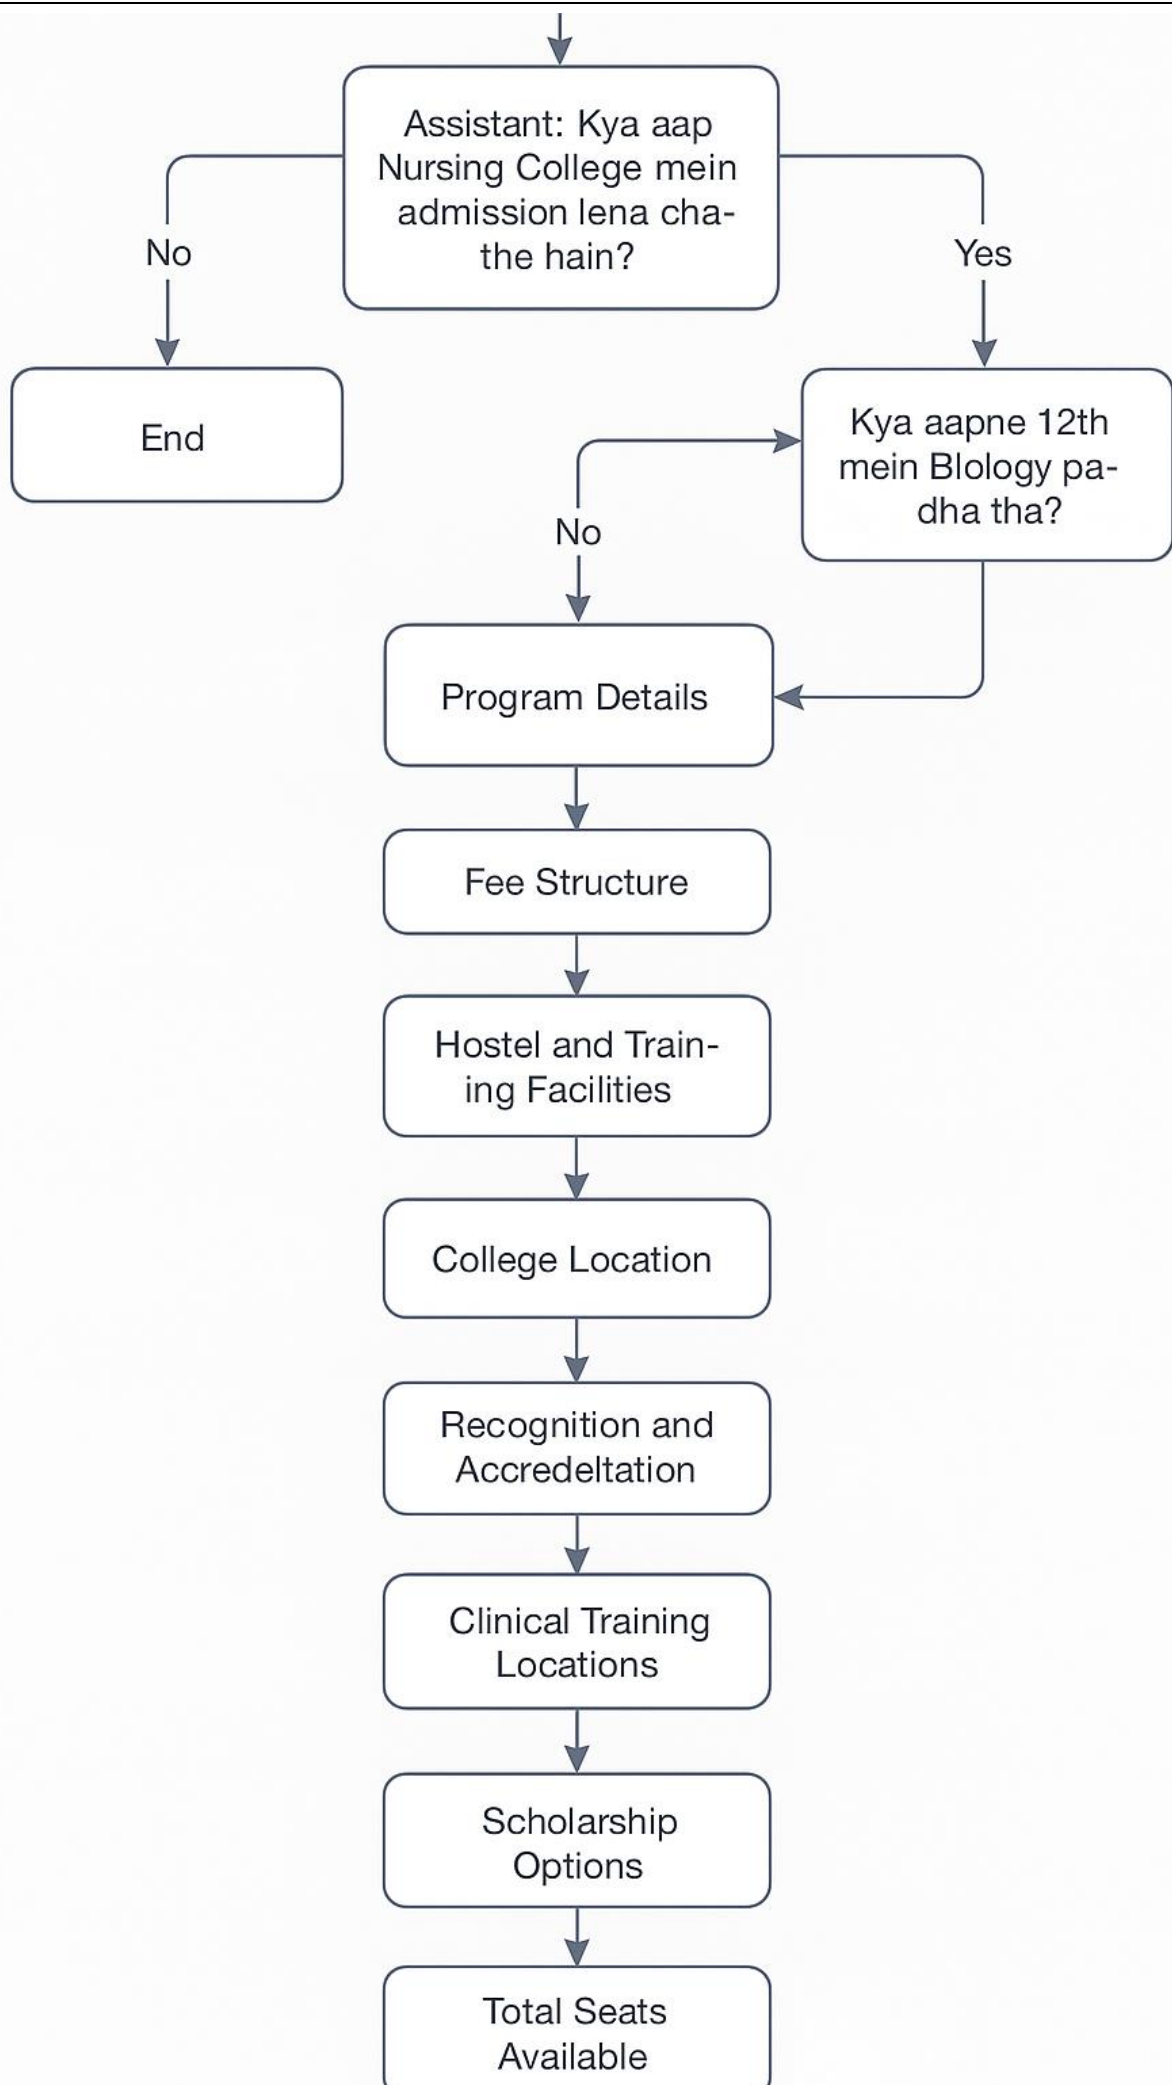 Assistant: Kya aap
Nursing College mein
admission lena cha-
the hain?
No
Yes
End
Kya aapne 12th
mein Blology pa-
dha tha?
No
Program Details
Fee Structure
Hostel and Train-
ing Facilities
College Location
Recognition and
Accredeltation
Clinical Training
Locations
Scholarship
Options
Total Seats
Available